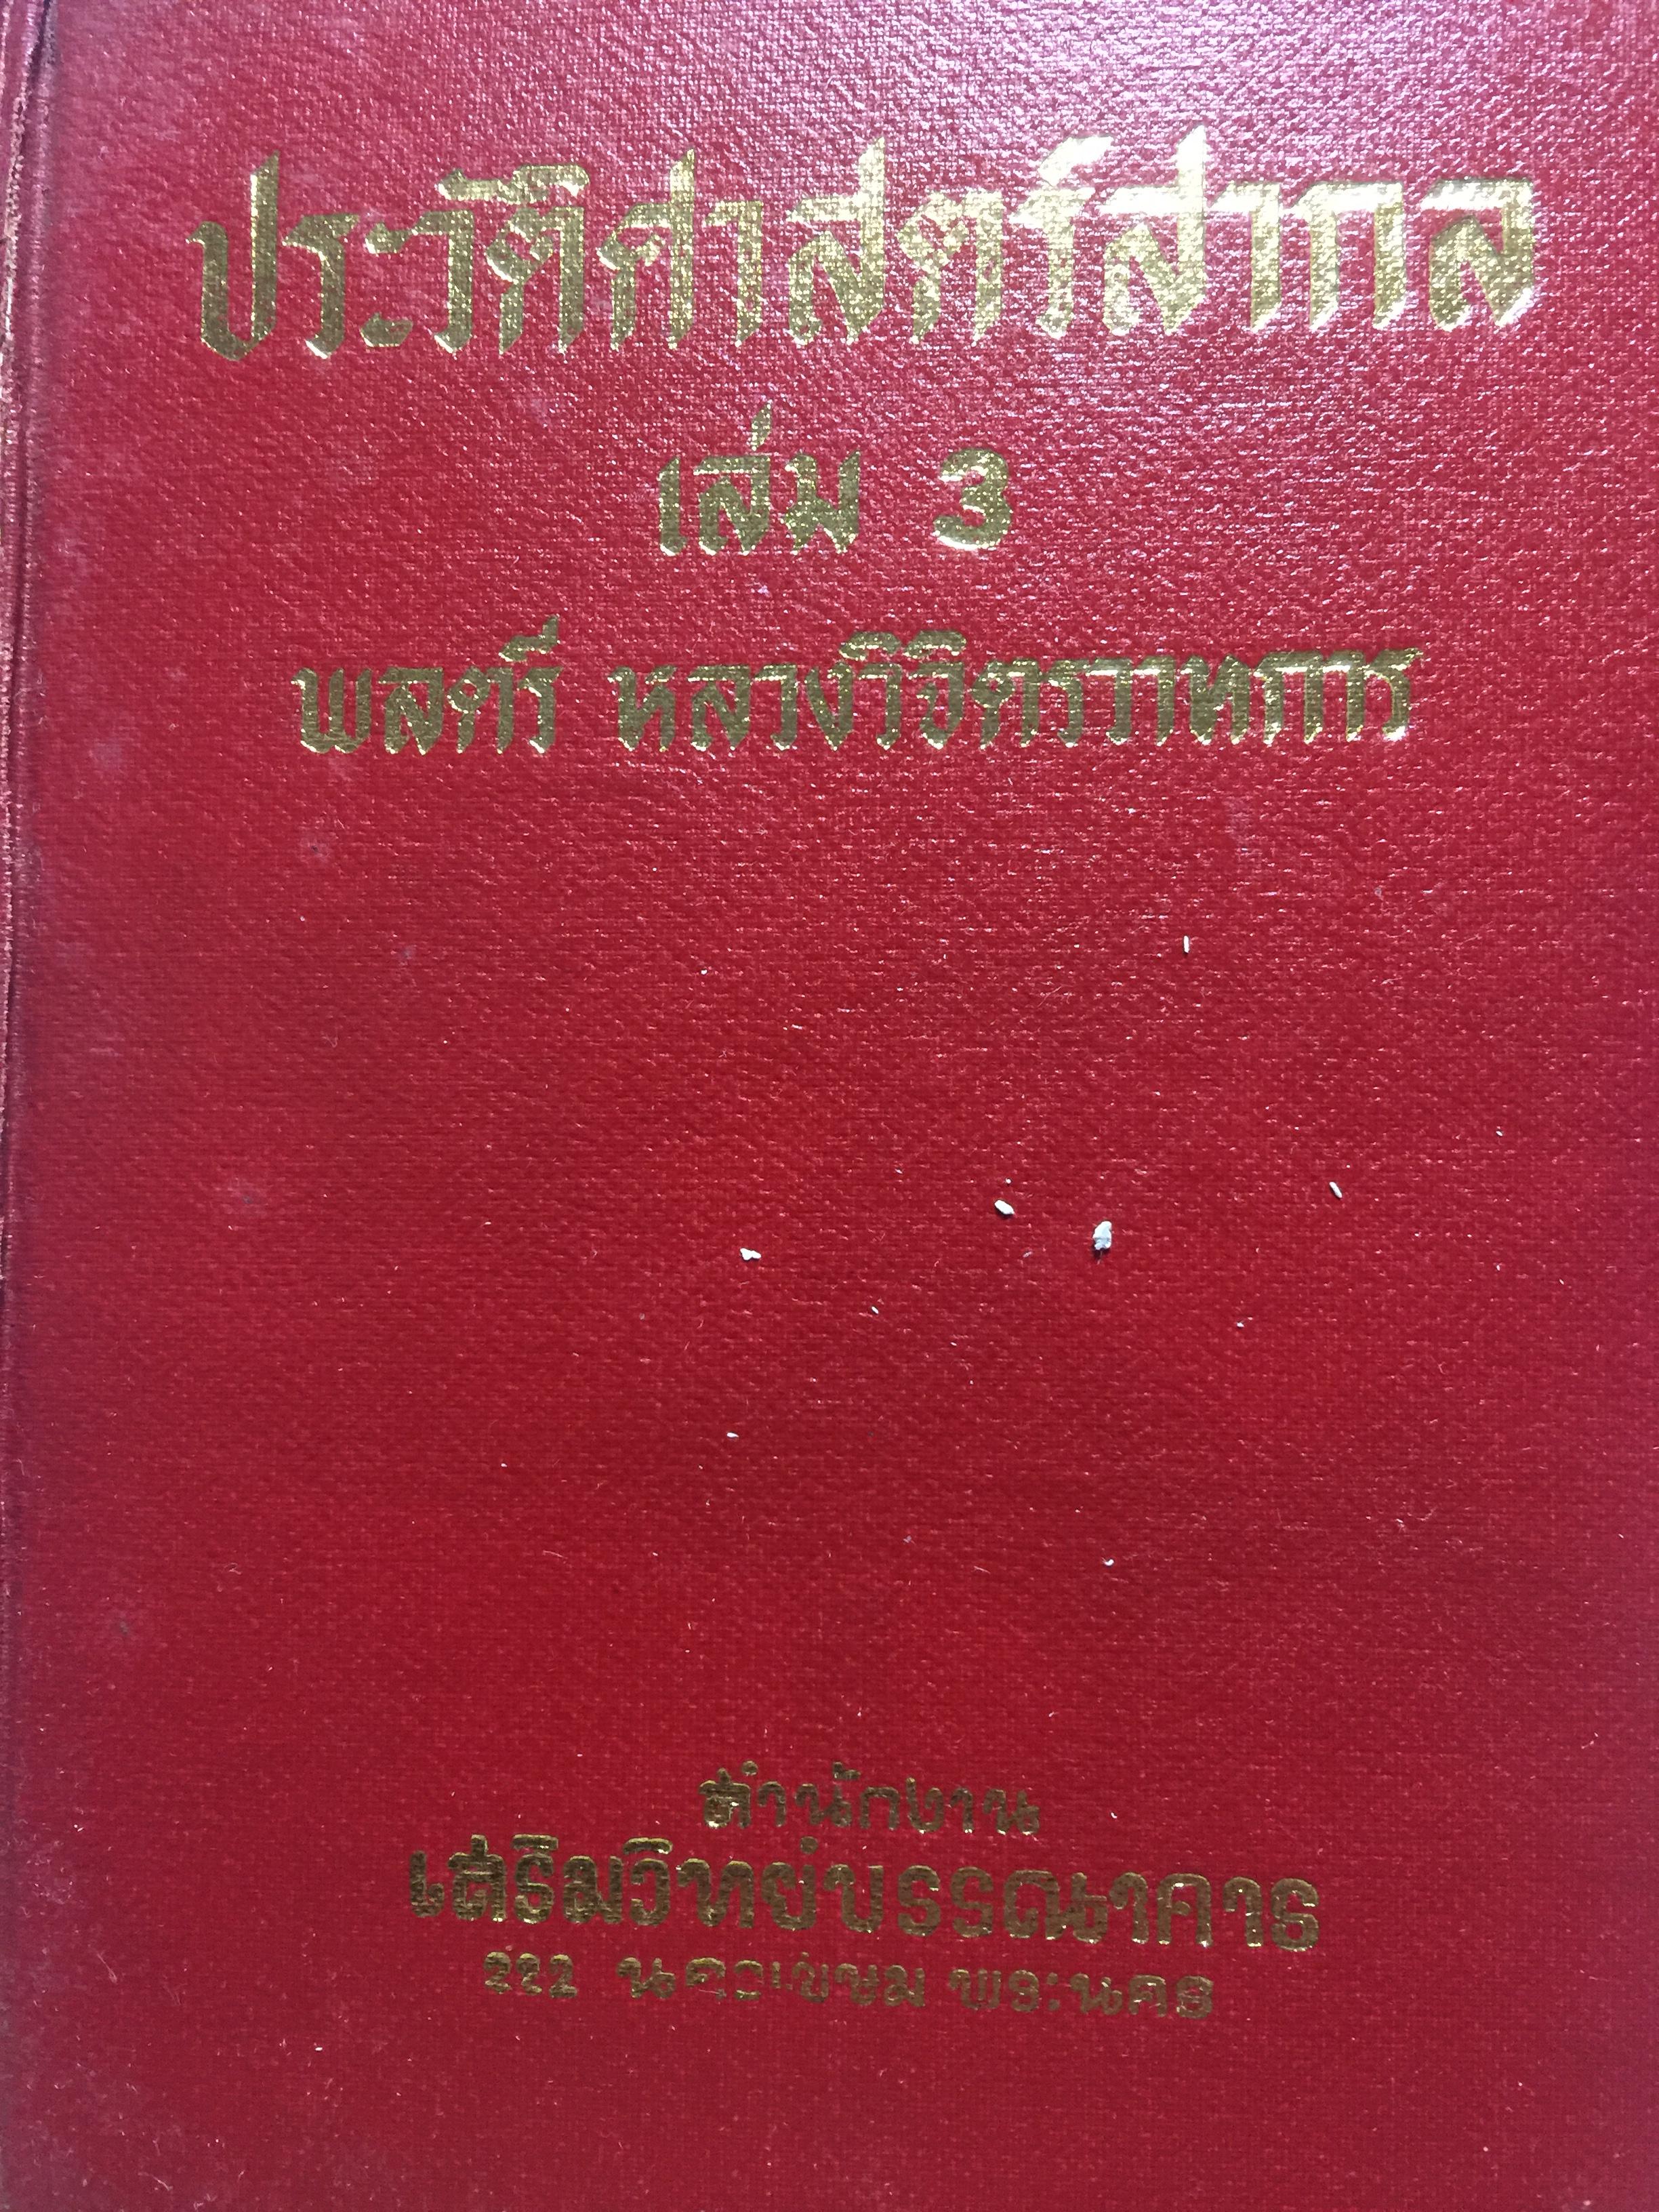 ประวัติศาสตร์สากล
เล่ม 3
พลตรี หลวงวิจิตรวาทการ
สำนักงาน
เสริมวิทย์บรรณาคาร
222 นครเขษม พระนคร